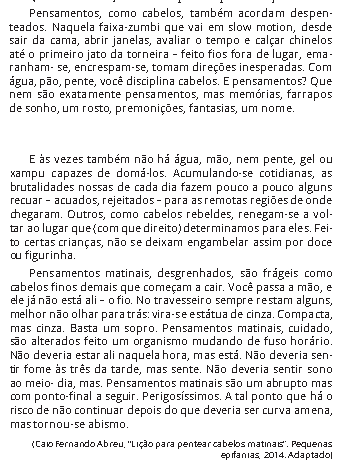 Pensamentos, como cabelos, também acordam despen-
teados. Naquela faixa-zumbi que vai em slow motion, desde
sair da cama, abrir janelas, avaliar o tempo e calçar chinelos
até o primeiro jato da torneira – feito fios fora de lugar, ema-
ranham- se, encrespam-se, tomam direções inesperadas. Com
água, pão, pente, você disciplina cabelos. E pensamentos? Que
nem são exatamente pensamentos, mas memórias, farrapos
de sonho, um rosto, premonições, fantasias, um nome.
E às vezes também não há água, mão, nem pente, gel ou
xampu capazes de domá-los. Acumulando-se cotidianas, as
brutalidades nossas de cada dia fazem pouco a pouco alguns
recuar – acuados, rejeitados – para as remotas regiões de onde
chegaram. Outros, como cabelos rebeldes, renegam-se a vol-
tar ao lugar que (com que direito) determinamos para eles. Fei-
to certas crianças, não se deixam engambelar assim por doce
ou figurinha.
Pensamentos matinais, desgrenhados, são frágeis como
cabelos finos demais que começam a cair. Você passa a mão, e
ele já não está ali – o fio. No travesseiro sempre restam alguns,
melhor não olhar para trás: vira-se estátua de cinza. Compacta,
mas cinza. Basta um sopro. Pensamentos matinais, cuidado,
são alterados feito um organismo mudando de fuso horário.
Não deveria estar ali naquela hora, mas está. Não deveria sen-
tir fome às três da tarde, mas sente. Não deveria sentir sono
ao meio- dia, mas. Pensamentos matinais são um abrupto mas
com ponto-final a seguir. Perigosíssimos. A tal ponto que há o
risco de não continuar depois do que deveria ser curva amena,
mas tornou-se abismo.
(Caio Fernando Abreu, “Lição para pentear cabelos matinais”. Pequenas
epifanias, 2014. Adaptado)